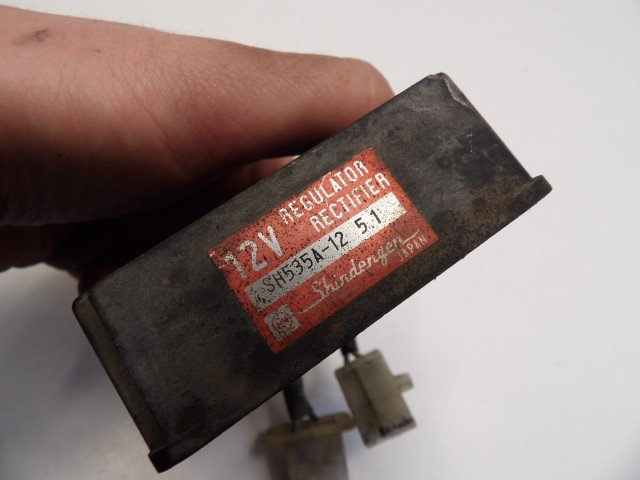 12V REGULATOR
RECTIFIER
SH535A-12 5.1
Shindengen
JAPAN